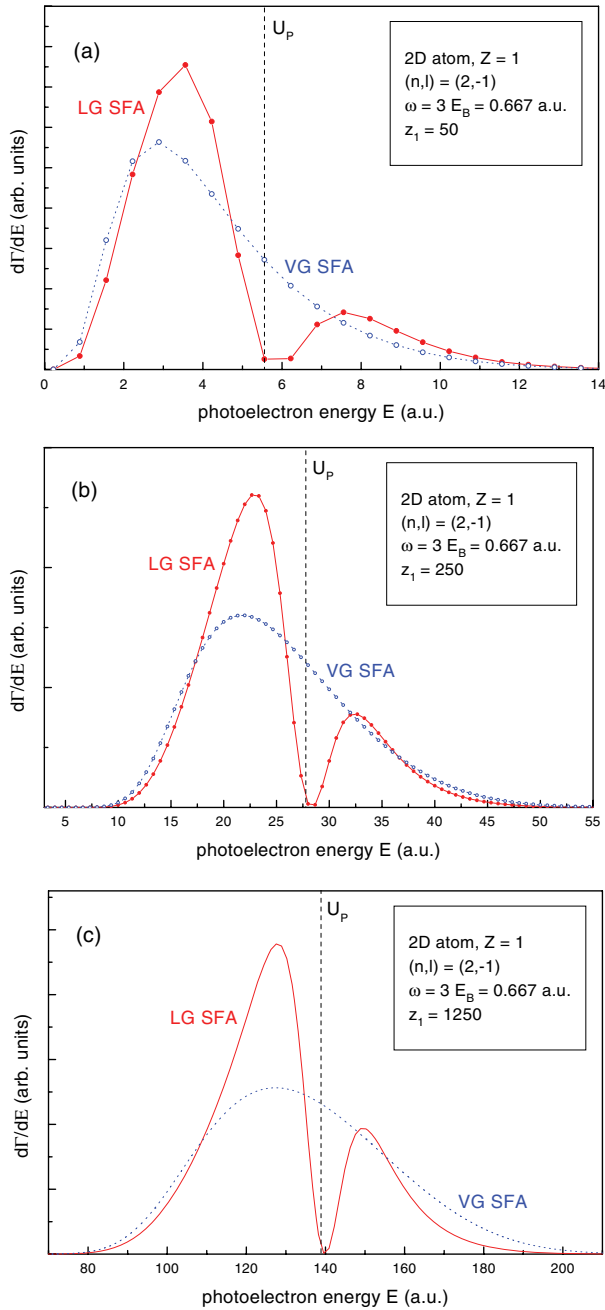 (a)
U_P
2D atom, Z = 1
(n,l) = (2,-1)
ω = 3 E_B = 0.667 a.u.
z_1 = 50
LG SFA
VG SFA
dΓ/dE (arb. units)
0 2 4 6 8 10 12 14
photoelectron energy E (a.u.)
(b)
U_P
2D atom, Z = 1
(n,l) = (2,-1)
ω = 3 E_B = 0.667 a.u.
z_1 = 250
LG SFA
VG SFA
dΓ/dE (arb. units)
5 10 15 20 25 30 35 40 45 50 55
photoelectron energy E (a.u.)
(c)
U_P
2D atom, Z = 1
(n,l) = (2,-1)
ω = 3 E_B = 0.667 a.u.
z_1 = 1250
LG SFA
VG SFA
dΓ/dE (arb. units)
80 100 120 140 160 180 200
photoelectron energy E (a.u.)